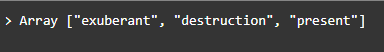 > Array ["exuberant", "destruction", "present"]